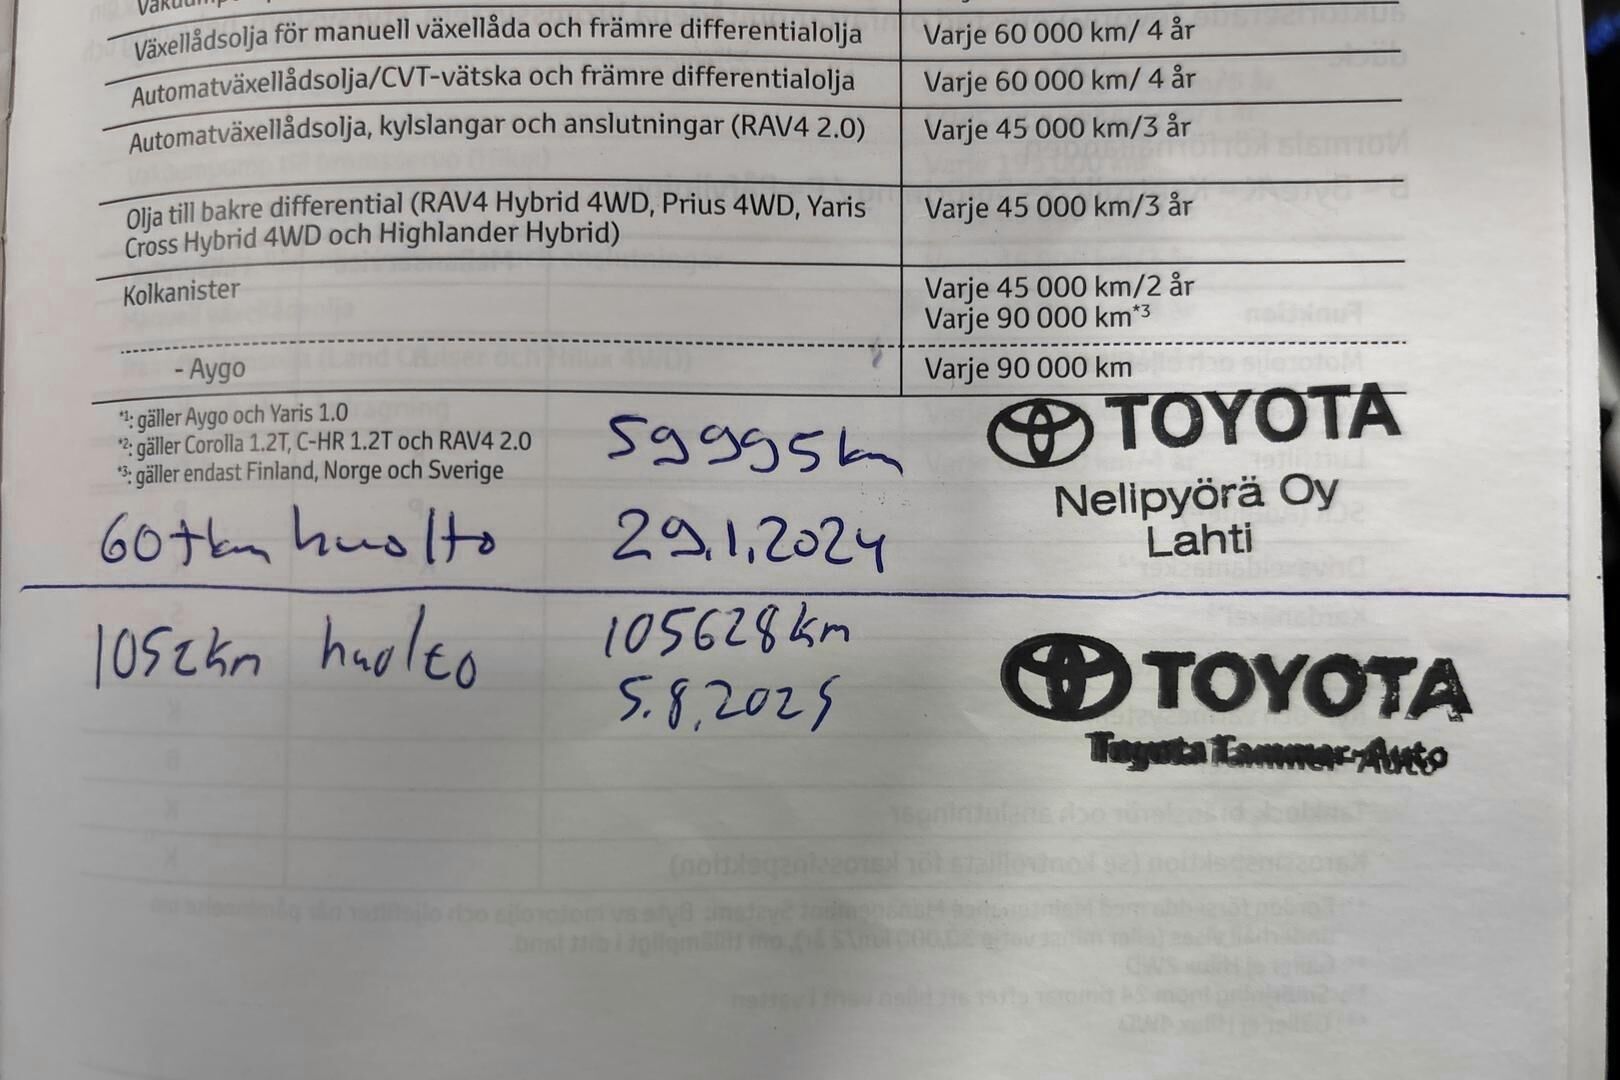 Växellådsolja för manuell växellåda och främre differentialolja Varje 60 000 km/ 4 år
Automatväxellådsolja/CVT-vätska och främre differentialolja Varje 60 000 km/ 4 år
Automatväxellådsolja, kylslangar och anslutningar (RAV4 2.0) Varje 45 000 km/3 år
Olja till bakre differential (RAV4 Hybrid 4WD, Prius 4WD, Yaris Varje 45 000 km/3 år
Cross Hybrid 4WD och Highlander Hybrid)
Kolkanister Varje 45 000 km/2 år
Varje 90 000 km*3
- Aygo Varje 90 000 km
*1: gäller Aygo och Yaris 1.0
*2: gäller Corolla 1.2T, C-HR 1.2T och RAV4 2.0
*3: gäller endast Finland, Norge och Sverige
59995km
TOYOTA
Nelipyörä Oy
Lahti
60tkm huolto 29.1.2024
105tkm huolto 105628km
5.8.2025
TOYOTA
Toyota Tammer-Auto